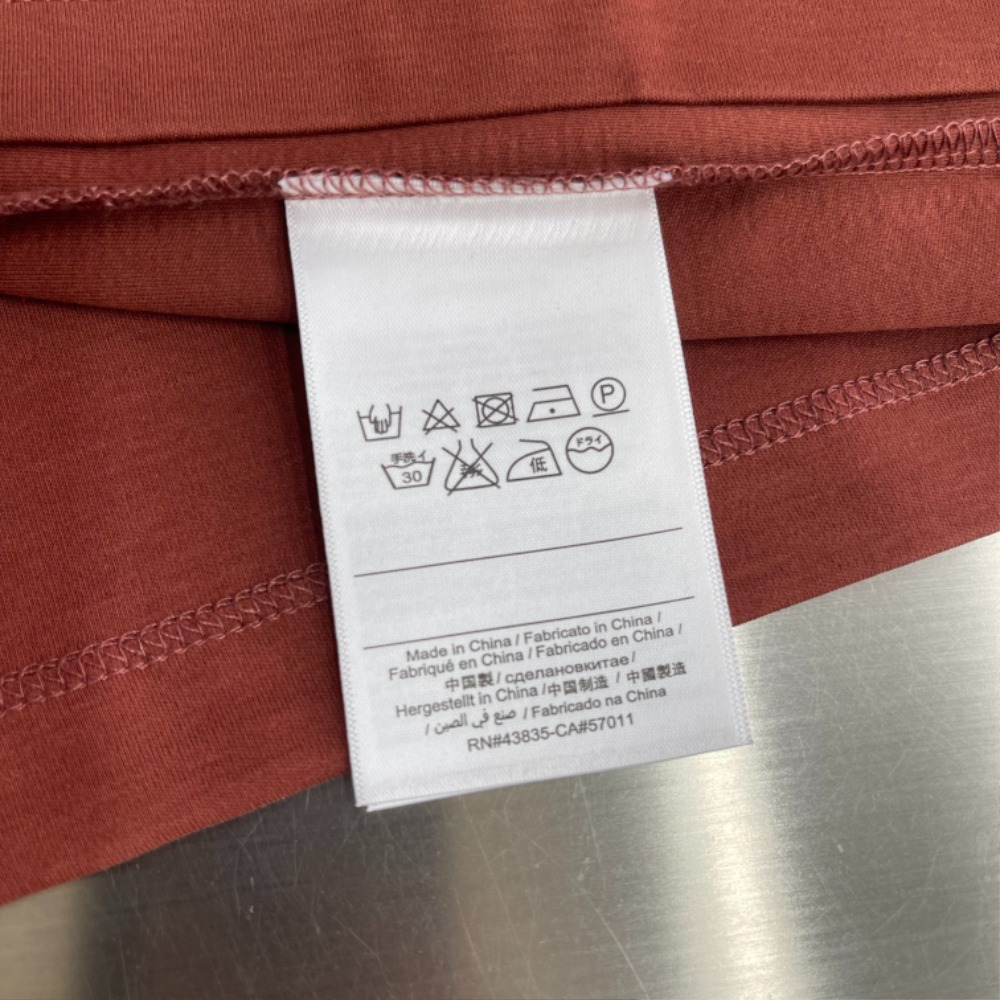 P
手洗イ
30
低
ドライ
Made in China / Fabricato in China /
Fabriqué en China / Fabricado en China /
中国製 / сделановкитае /
Hergestellt in China /中国制造 / 中國製造
/ صنع في الصين / Fabricado na China
RN#43835-CA#57011